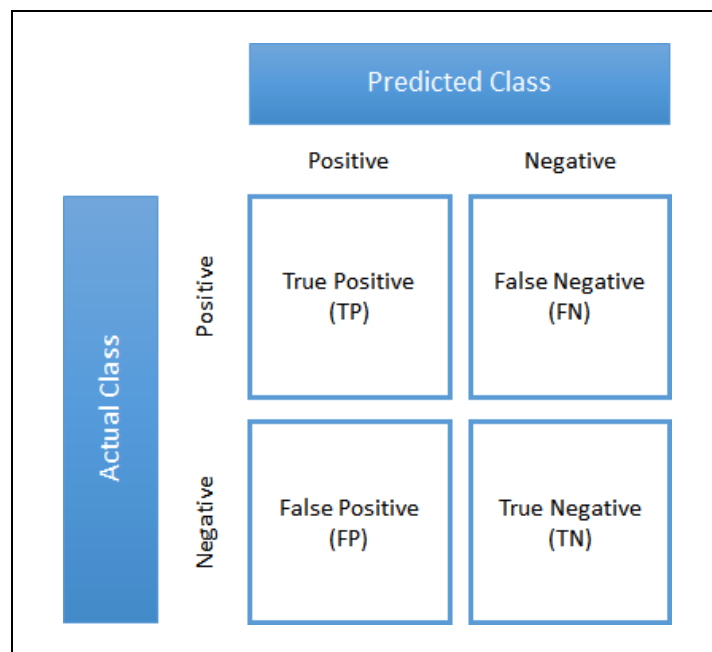 Predicted Class
Positive
Negative
Actual Class
Positive
True Positive
(TP)
False Negative
(FN)
Negative
False Positive
(FP)
True Negative
(TN)